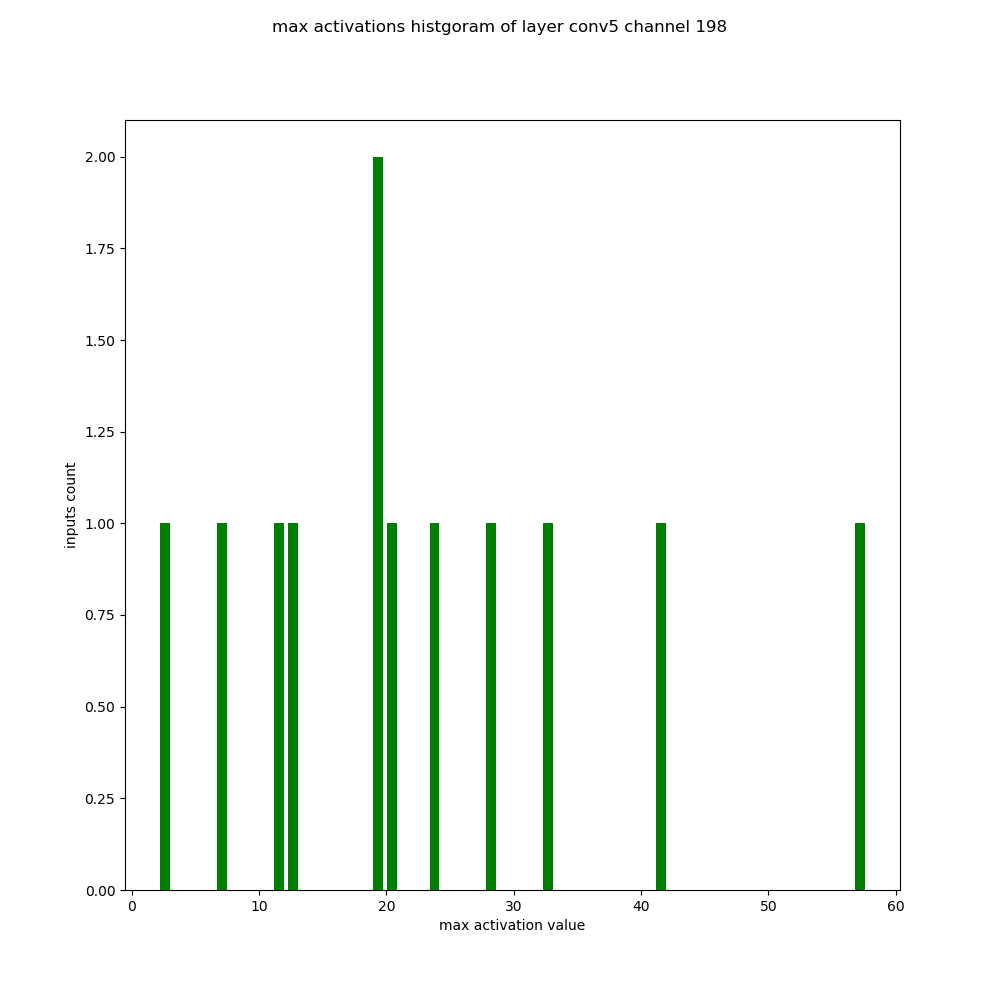 max activations histgoram of layer conv5 channel 198
2.00
1.75
1.50
1.25
1.00
0.75
0.50
0.25
0.00
inputs count
0 10 20 30 40 50 60
max activation value